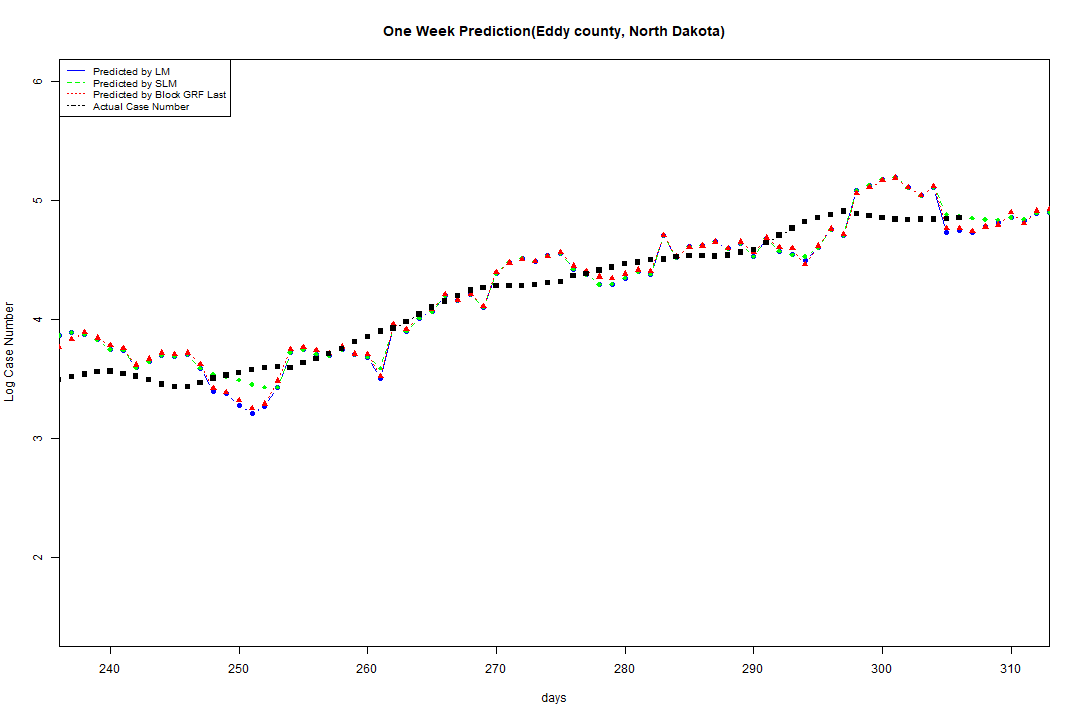 One Week Prediction(Eddy county, North Dakota)
Predicted by LM
Predicted by SLM
Predicted by Block GRF Last
Actual Case Number
6
5
4
3
2
Log Case Number
240 250 260 270 280 290 300 310
days